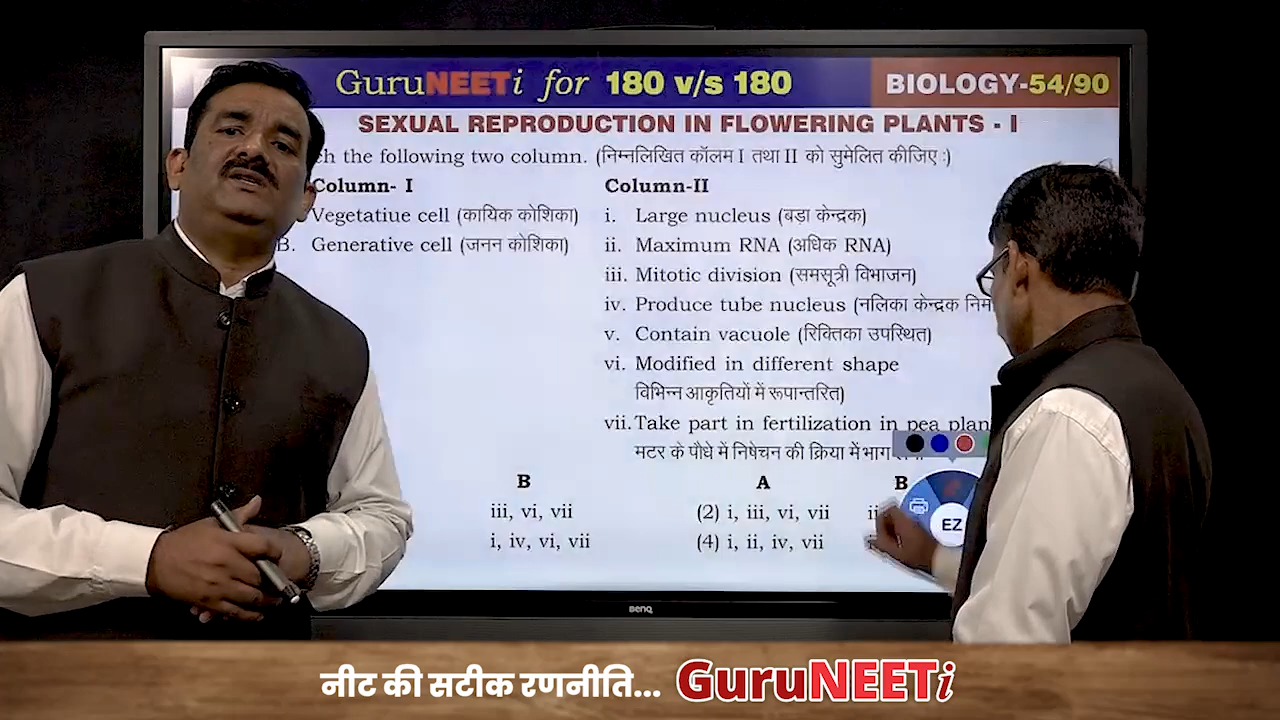 GuruNEETi for 180 v/s 180
BIOLOGY-54/90
SEXUAL REPRODUCTION IN FLOWERING PLANTS - I
the following two column. (निम्नलिखित कॉलम I तथा II को सुमेलित कीजिए :)
Column- I
Column-II
Vegetatiue cell (कायिक कोशिका)
i. Large nucleus (बड़ा केन्द्रक)
B. Generative cell (जनन कोशिका)
ii. Maximum RNA (अधिक RNA)
iii. Mitotic division (समसूत्री विभाजन)
iv. Produce tube nucleus (नलिका केन्द्रक
v. Contain vacuole (रिक्तिका उपस्थित)
vi. Modified in different shape
विभिन्न आकृतियों में रूपान्तरित)
vii. Take part in fertilization in pea
मटर के पौधे में निषेचन की क्रिया में भाग
B
A
B
iii, vi, vii
(2) i, iii, vi, vii
i, iv, vi, vii
(4) i, ii, iv, vii
EZ
BenQ
नीट की सटीक रणनीति... GuruNEETi